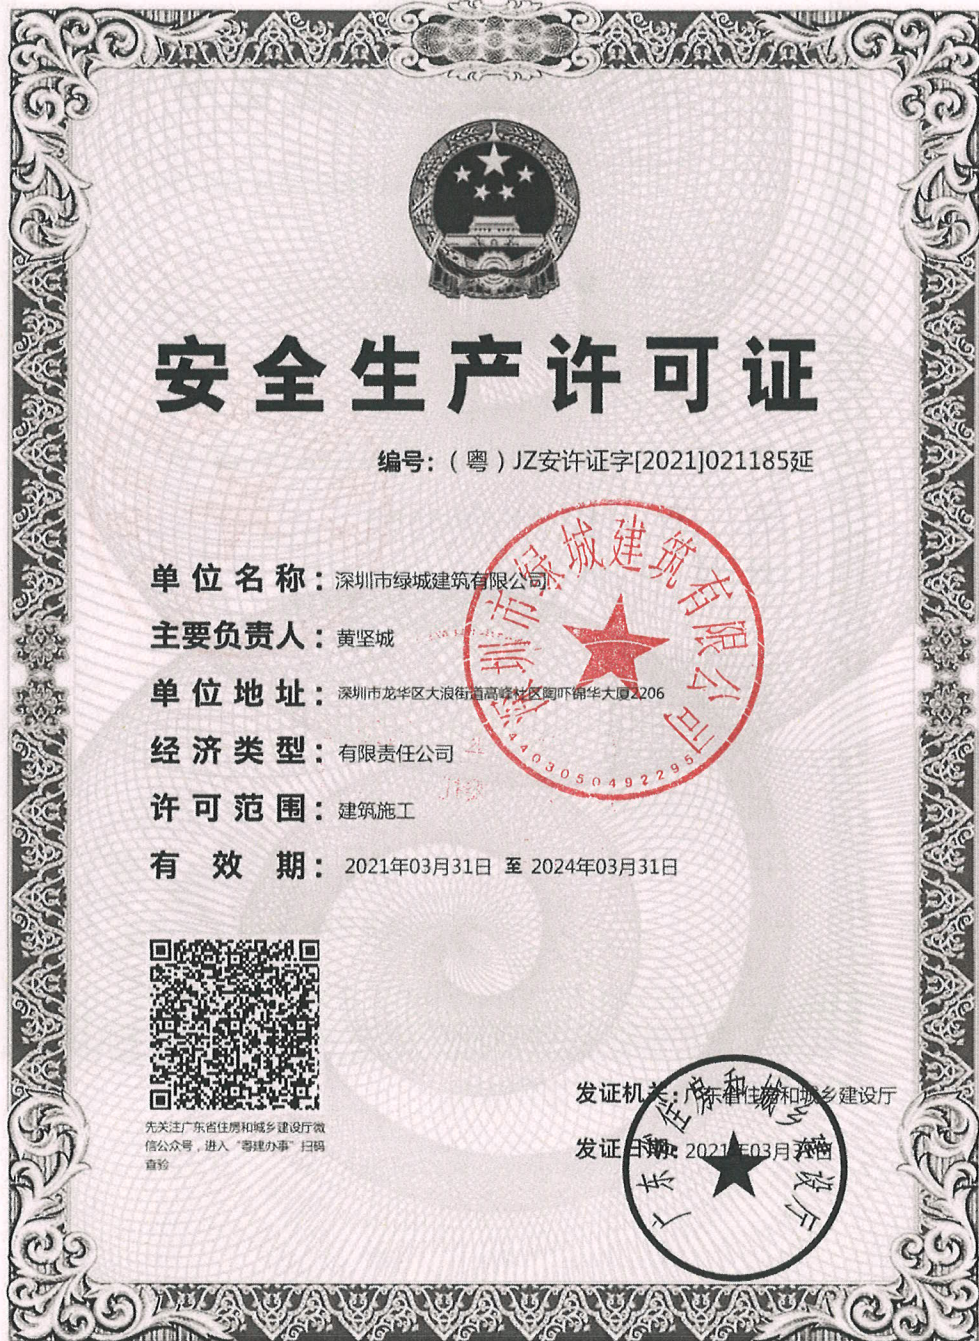 安全生产许可证
编号：（粤）JZ安许证字[2021]021185延
单位名称：深圳市绿城建筑有限公司
主要负责人：黄坚城
单位地址：深圳市龙华区大浪街道高峰社区陶吓锦华大厦2206
经济类型：有限责任公司
许可范围：建筑施工
有效期：2021年03月31日 至 2024年03月31日
深圳市绿城建筑有限公司
4403050492295
先关注广东省住房和城乡建设厅微
信公众号，进入“粤建办事”扫码
查验
发证机关：广东省住房和城乡建设厅
发证日期：2021年03月31日
广东省住房和城乡建设厅